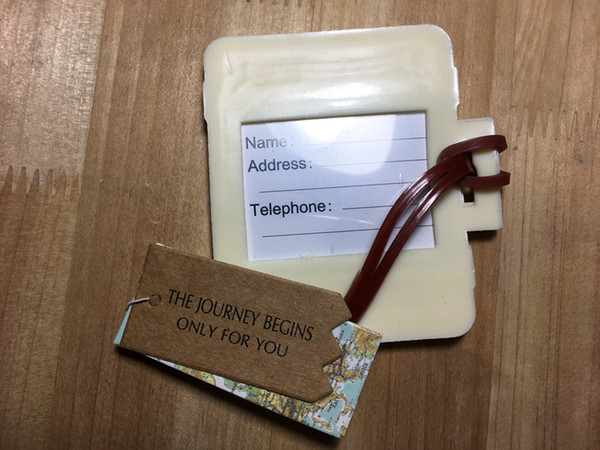 Name:
Address:
Telephone:
THE JOURNEY BEGINS
ONLY FOR YOU